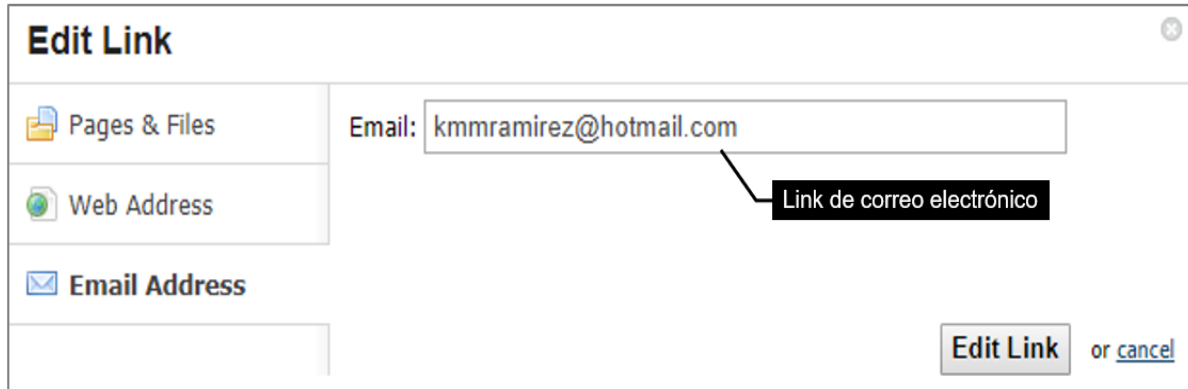 Edit Link
Pages & Files
Email: kmmramirez@hotmail.com
Link de correo electrónico
Web Address
Email Address
Edit Link or cancel